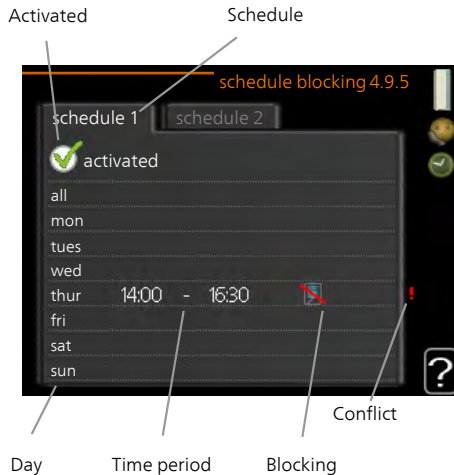 Activated
Schedule
schedule blocking 4.9.5
schedule 1
schedule 2
activated
all
mon
tues
wed
thur 14:00 - 16:30 !
fri
sat
sun
?
Conflict
Day
Time period
Blocking